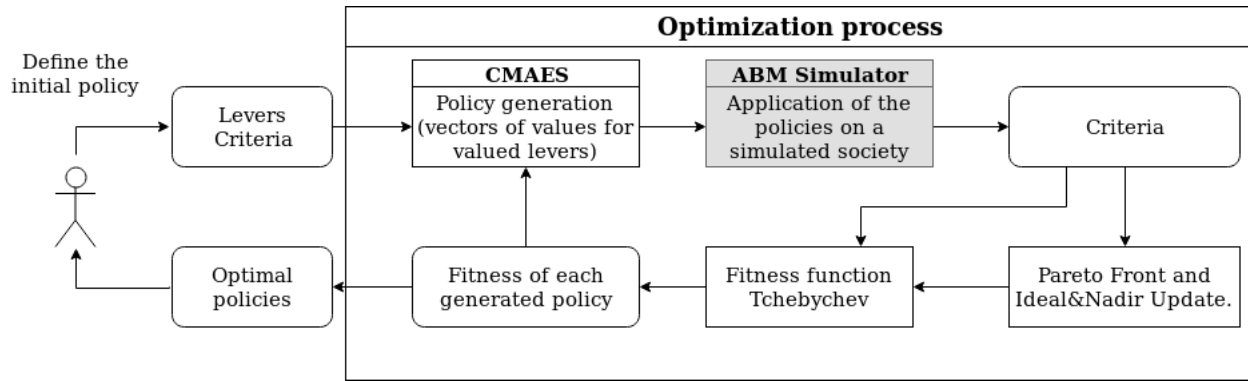 Optimization process
Define the
initial policy
Levers
Criteria
CMAES
Policy generation
(vectors of values for
valued levers)
ABM Simulator
Application of the
policies on a
simulated society
Criteria
Optimal
policies
Fitness of each
generated policy
Fitness function
Tchebychev
Pareto Front and
Ideal&Nadir Update.